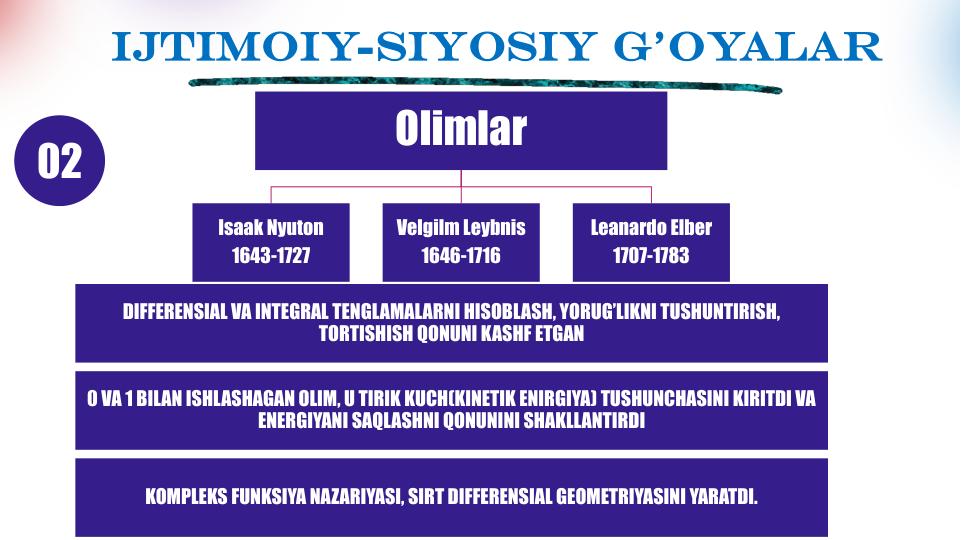 IJTIMOIY-SIYOSIY G’OYALAR
Olimlar
02
Isaak Nyuton
1643-1727
Velgilm Leybnis
1646-1716
Leanardo Elber
1707-1783
DIFFERENSIAL VA INTEGRAL TENGLAMALARNI HISOBLASH, YORUG’LIKNI TUSHUNTIRISH,
TORTISHISH QONUNI KASHF ETGAN
0 VA 1 BILAN ISHLASHAGAN OLIM, U TIRIK KUCH(KINETIK ENIRGIYA) TUSHUNCHASINI KIRITDI VA
ENERGIYANI SAQLASHNI QONUNINI SHAKLLANTIRDI
KOMPLEKS FUNKSIYA NAZARIYASI, SIRT DIFFERENSIAL GEOMETRIYASINI YARATDI.